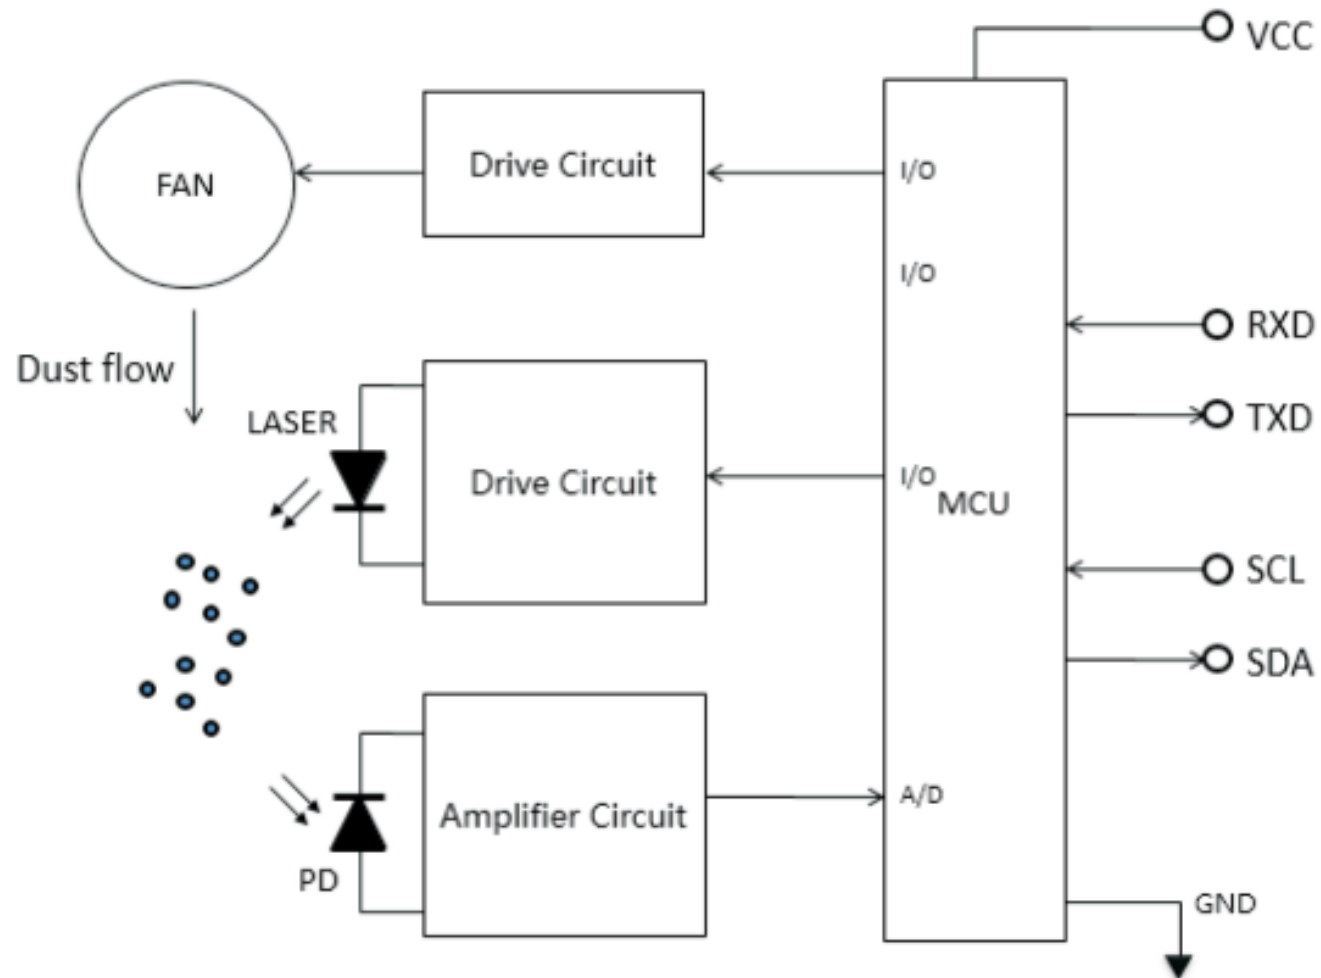 VCC
Drive Circuit
I/O
FAN
I/O
RXD
Dust flow
TXD
LASER
I/O
Drive Circuit
MCU
SCL
SDA
A/D
Amplifier Circuit
PD
GND